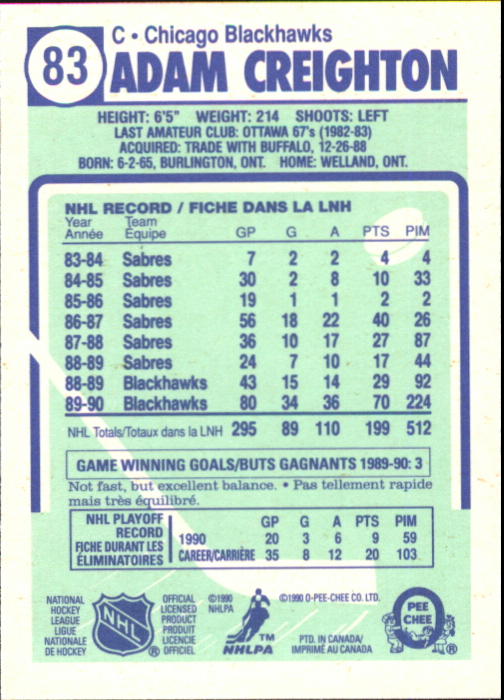 83
C • Chicago Blackhawks
ADAM CREIGHTON
HEIGHT: 6'5" WEIGHT: 214 SHOOTS: LEFT
LAST AMATEUR CLUB: OTTAWA 67's (1982-83)
ACQUIRED: TRADE WITH BUFFALO, 12-26-88
BORN: 6-2-65, BURLINGTON, ONT. HOME: WELLAND, ONT.
NHL RECORD / FICHE DANS LA LNH
Year Team
Année Équipe GP G A PTS PIM
83-84 Sabres 7 2 2 4 4
84-85 Sabres 30 2 8 10 33
85-86 Sabres 19 1 1 2 2
86-87 Sabres 56 18 22 40 26
87-88 Sabres 36 10 17 27 87
88-89 Sabres 24 7 10 17 44
88-89 Blackhawks 43 15 14 29 92
89-90 Blackhawks 80 34 36 70 224
NHL Totals/Totaux dans la LNH 295 89 110 199 512
GAME WINNING GOALS/BUTS GAGNANTS 1989-90: 3
Not fast, but excellent balance. • Pas tellement rapide
mais très équilibré.
NHL PLAYOFF RECORD
FICHE DURANT LES ÉLIMINATOIRES
GP G A PTS PIM
1990 20 3 6 9 59
CAREER/CARRIÈRE 35 8 12 20 103
NATIONAL
HOCKEY
LEAGUE
LIGUE
NATIONALE
DE HOCKEY
NHL
®
OFFICIAL
LICENSED
PRODUCT
PRODUIT
LICENCIE
OFFICIEL
©1990
NHLPA
TM
NHLPA
©1990 O-PEE-CHEE CO. LTD.
PTD. IN CANADA/
IMPRIMÉ AU CANADA
O
PEE
CHEE
®